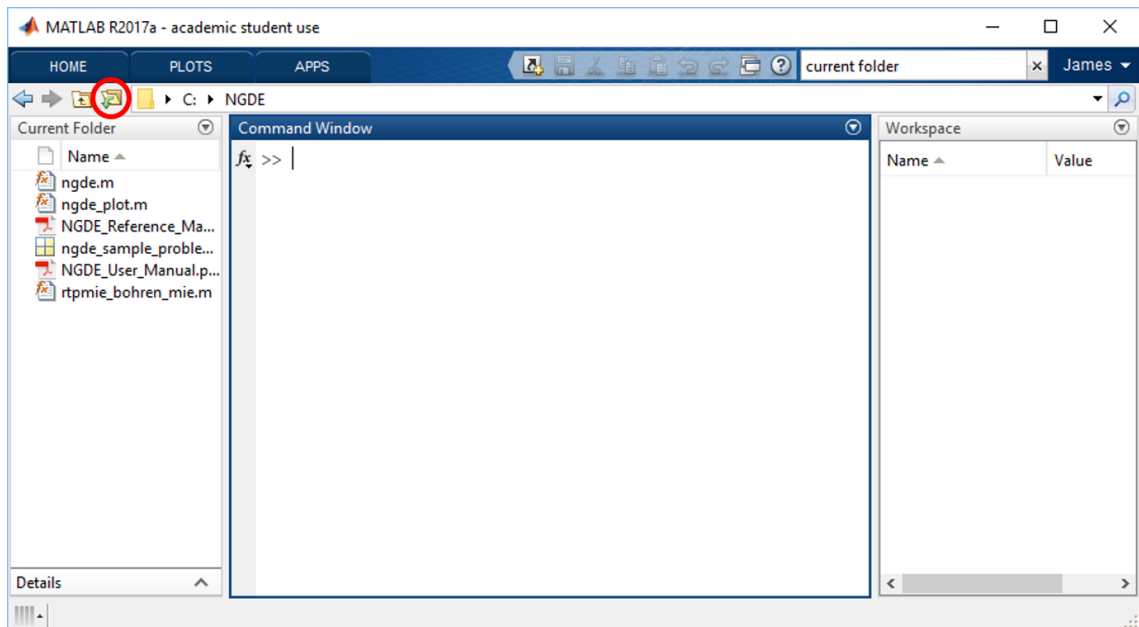 MATLAB R2017a - academic student use
HOME PLOTS APPS current folder James
C: NGDE
Current Folder
Name
ngde.m
ngde_plot.m
NGDE_Reference_Ma...
ngde_sample_proble...
NGDE_User_Manual.p...
rtpmie_bohren_mie.m
Details
Command Window
fx >>
Workspace
Name Value